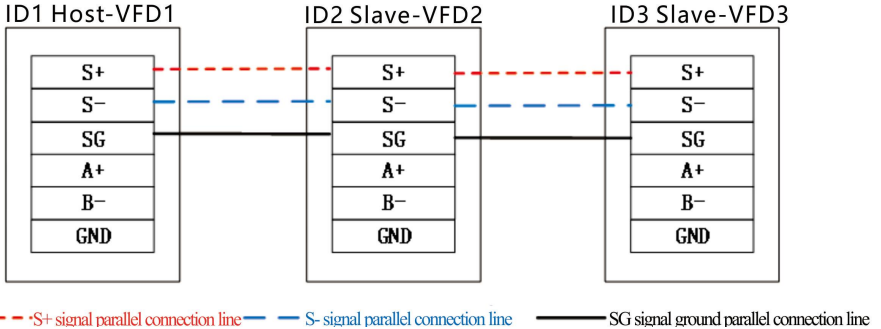 ID1 Host-VFD1 ID2 Slave-VFD2 ID3 Slave-VFD3
S+ S+ S+
S- S- S-
SG SG SG
A+ A+ A+
B- B- B-
GND GND GND
S+ signal parallel connection line S- signal parallel connection line SG signal ground parallel connection line